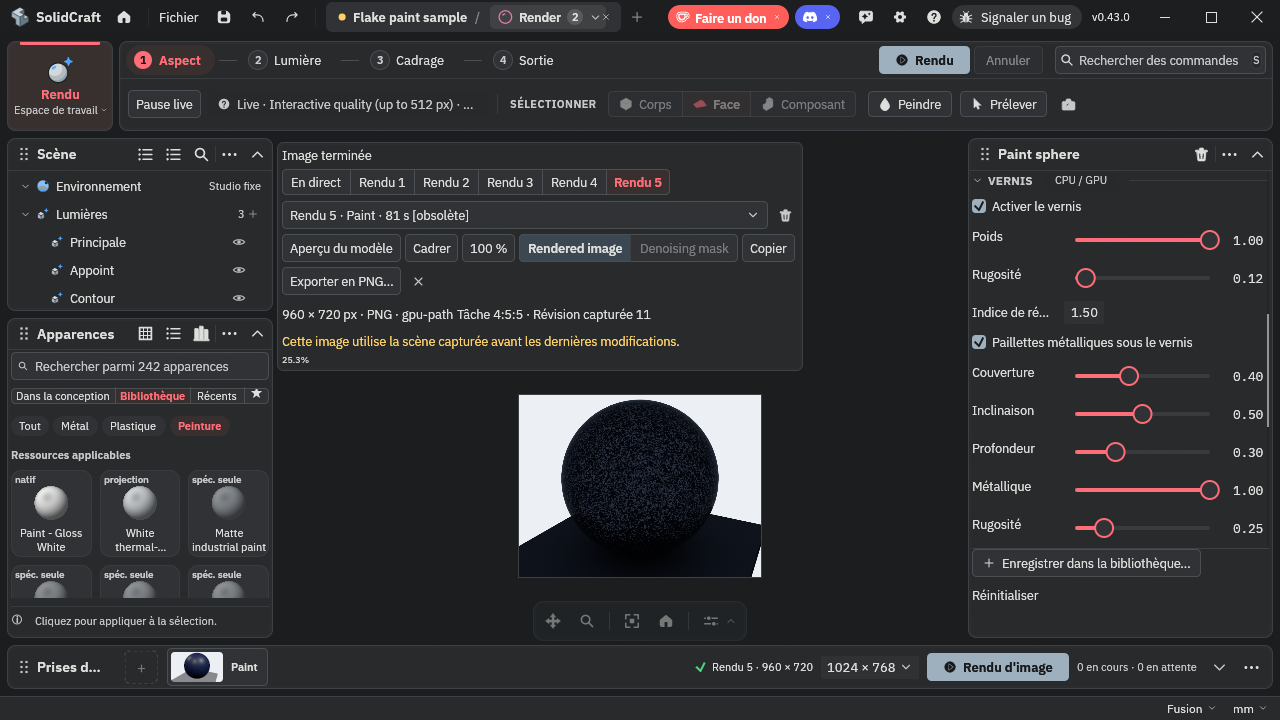 SolidCraft
Fichier
Flake paint sample /
Render 2
Faire un don
Signaler un bug
v0.43.0
Rendu
Espace de travail
1 Aspect
2 Lumière
3 Cadrage
4 Sortie
Rendu
Annuler
Rechercher des commandes S
Pause live
Live · Interactive quality (up to 512 px) · ...
SÉLECTIONNER
Corps
Face
Composant
Peindre
Prélever
Scène
Environnement
Studio fixe
Lumières
3
Principale
Appoint
Contour
Apparences
Rechercher parmi 242 apparences
Dans la conception
Bibliothèque
Récents
Tout
Métal
Plastique
Peinture
Ressources applicables
natif
Paint - Gloss
White
projection
White
thermal-...
spéc. seule
Matte
industrial paint
spéc. seule
spéc. seule
spéc. seule
Cliquez pour appliquer à la sélection.
Image terminée
En direct
Rendu 1
Rendu 2
Rendu 3
Rendu 4
Rendu 5
Rendu 5 · Paint · 81 s [obsolète]
Aperçu du modèle
Cadrer
100 %
Rendered image
Denoising mask
Copier
Exporter en PNG...
960 × 720 px · PNG · gpu-path Tâche 4:5:5 · Révision capturée 11
Cette image utilise la scène capturée avant les dernières modifications.
25.3%
Paint sphere
VERNIS
CPU / GPU
Activer le vernis
Poids
1.00
Rugosité
0.12
Indice de ré...
1.50
Paillettes métalliques sous le vernis
Couverture
0.40
Inclinaison
0.50
Profondeur
0.30
Métallique
1.00
Rugosité
0.25
Enregistrer dans la bibliothèque...
Réinitialiser
Prises d...
Paint
Rendu 5 · 960 × 720
1024 × 768
Rendu d'image
0 en cours · 0 en attente
Fusion
mm